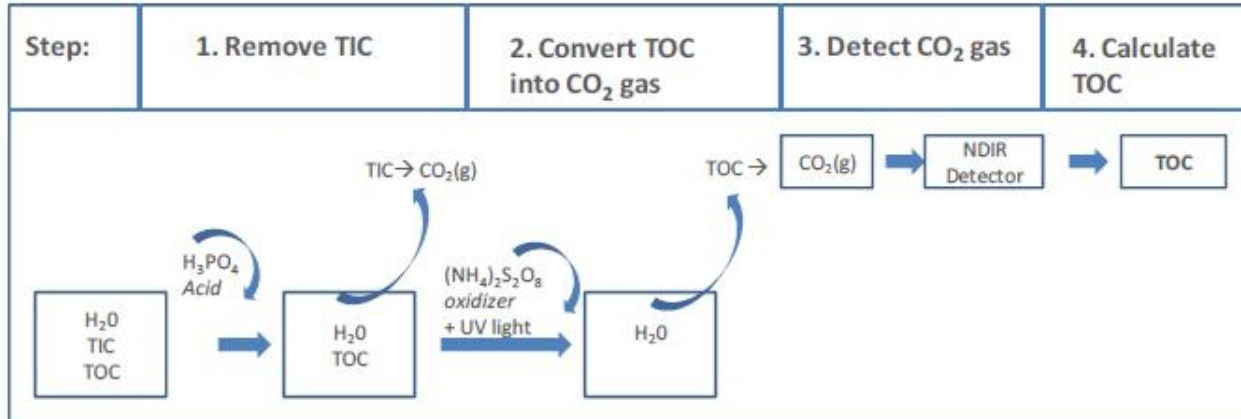 Step:
1. Remove TIC
2. Convert TOC
into CO₂ gas
3. Detect CO₂ gas
4. Calculate
TOC
TIC→ CO₂(g)
TOC →
CO₂(g)
NDIR
Detector
TOC
H₃PO₄
Acid
(NH₄)₂S₂O₈
oxidizer
+ UV light
H₂0
TIC
TOC
H₂0
TOC
H₂0